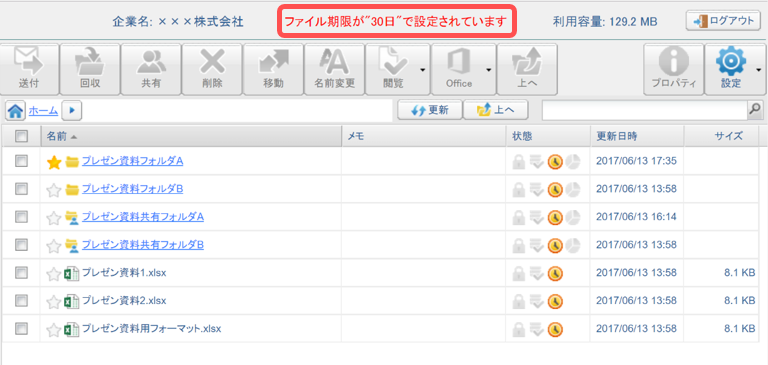 企業名: ×××株式会社 ファイル期限が"30日"で設定されています 利用容量: 129.2 MB ログアウト
送付 回収 共有 削除 移動 名前変更 閲覧 Office 上へ プロパティ 設定
ホーム 更新 上へ
名前 メモ 状態 更新日時 サイズ
プレゼン資料フォルダA 2017/06/13 17:35
プレゼン資料フォルダB 2017/06/13 13:58
プレゼン資料共有フォルダA 2017/06/13 16:14
プレゼン資料共有フォルダB 2017/06/13 13:58
プレゼン資料1.xlsx 2017/06/13 13:58 8.1 KB
プレゼン資料2.xlsx 2017/06/13 13:58 8.1 KB
プレゼン資料用フォーマット.xlsx 2017/06/13 13:58 8.1 KB